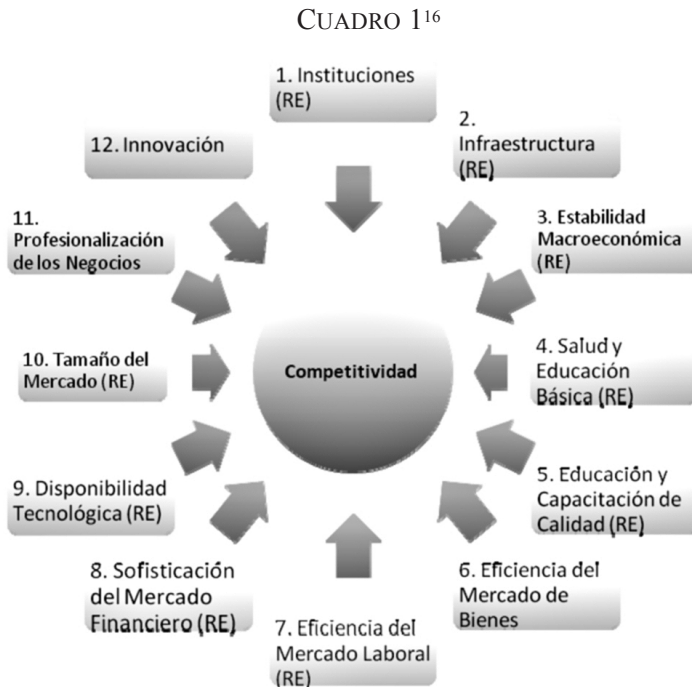 CUADRO 1¹⁶
1. Instituciones
(RE)
2.
Infraestructura
(RE)
3. Estabilidad
Macroeconómica
(RE)
4. Salud y
Educación
Básica (RE)
5. Educación y
Capacitación de
Calidad (RE)
6. Eficiencia del
Mercado de
Bienes
7. Eficiencia del
Mercado Laboral
(RE)
8. Sofisticación
del Mercado
Financiero (RE)
9. Disponibilidad
Tecnológica (RE)
10. Tamaño del
Mercado (RE)
11.
Profesionalización
de los Negocios
12. Innovación
Competitividad